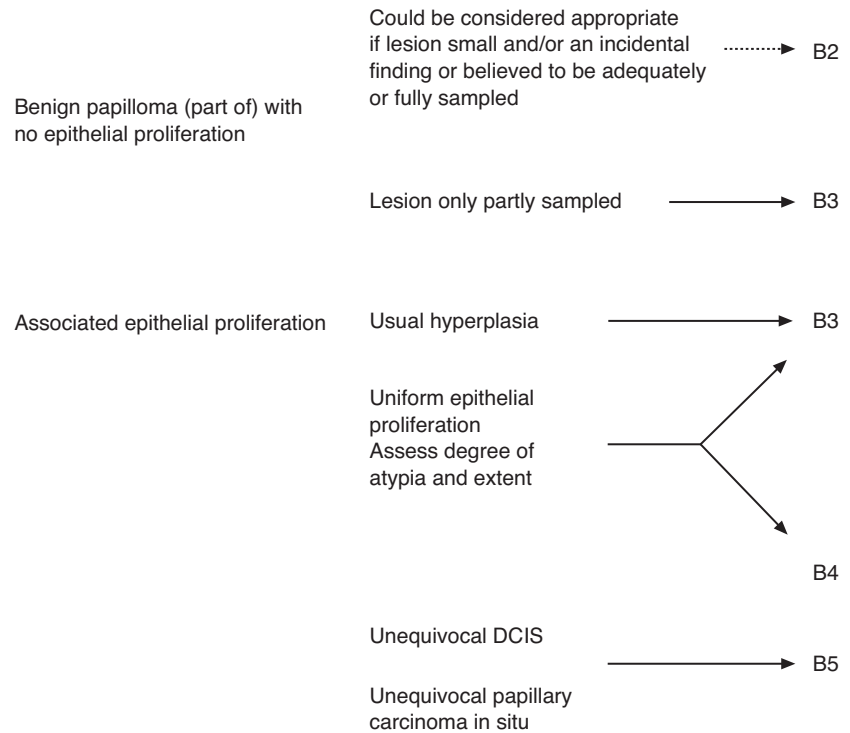 Could be considered appropriate
if lesion small and/or an incidental
finding or believed to be adequately
or fully sampled
B2
Benign papilloma (part of) with
no epithelial proliferation
Lesion only partly sampled
B3
Associated epithelial proliferation
Usual hyperplasia
B3
Uniform epithelial
proliferation
Assess degree of
atypia and extent
B4
Unequivocal DCIS
B5
Unequivocal papillary
carcinoma in situ